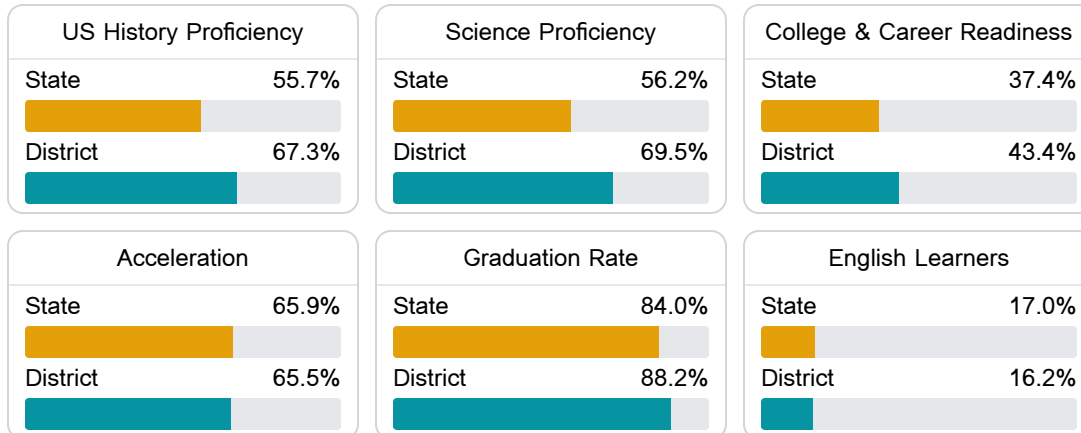 US History Proficiency
State 55.7%
District 67.3%
Science Proficiency
State 56.2%
District 69.5%
College & Career Readiness
State 37.4%
District 43.4%
Acceleration
State 65.9%
District 65.5%
Graduation Rate
State 84.0%
District 88.2%
English Learners
State 17.0%
District 16.2%